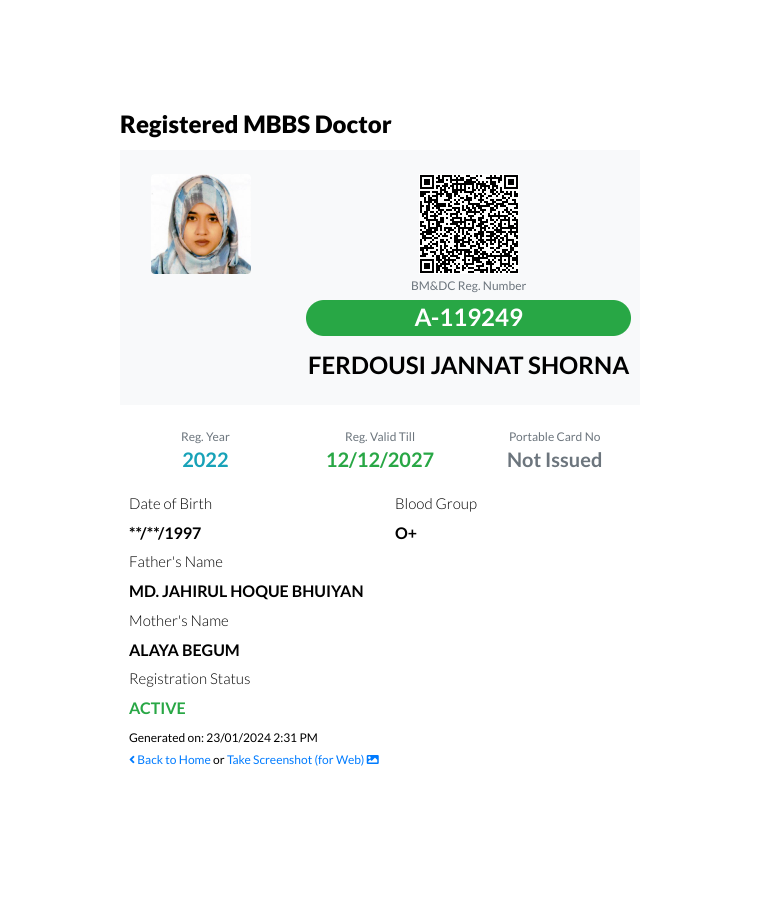 Registered MBBS Doctor
BM&DC Reg. Number
A-119249
FERDOUSI JANNAT SHORNA
Reg. Year
2022
Reg. Valid Till
12/12/2027
Portable Card No
Not Issued
Date of Birth
**/**/1997
Blood Group
O+
Father's Name
MD. JAHIRUL HOQUE BHUIYAN
Mother's Name
ALAYA BEGUM
Registration Status
ACTIVE
Generated on: 23/01/2024 2:31 PM
Back to Home or Take Screenshot (for Web)